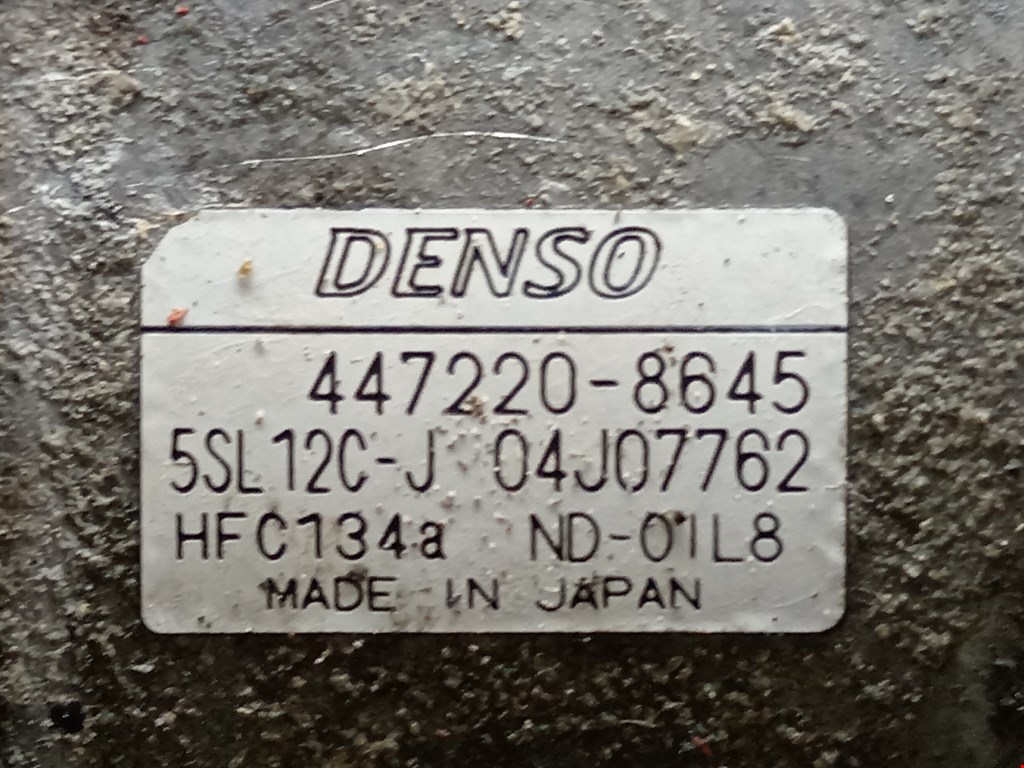 DENSO
447220-8645
5SL12C-J 04J07762
HFC134a ND-OIL8
MADE IN JAPAN